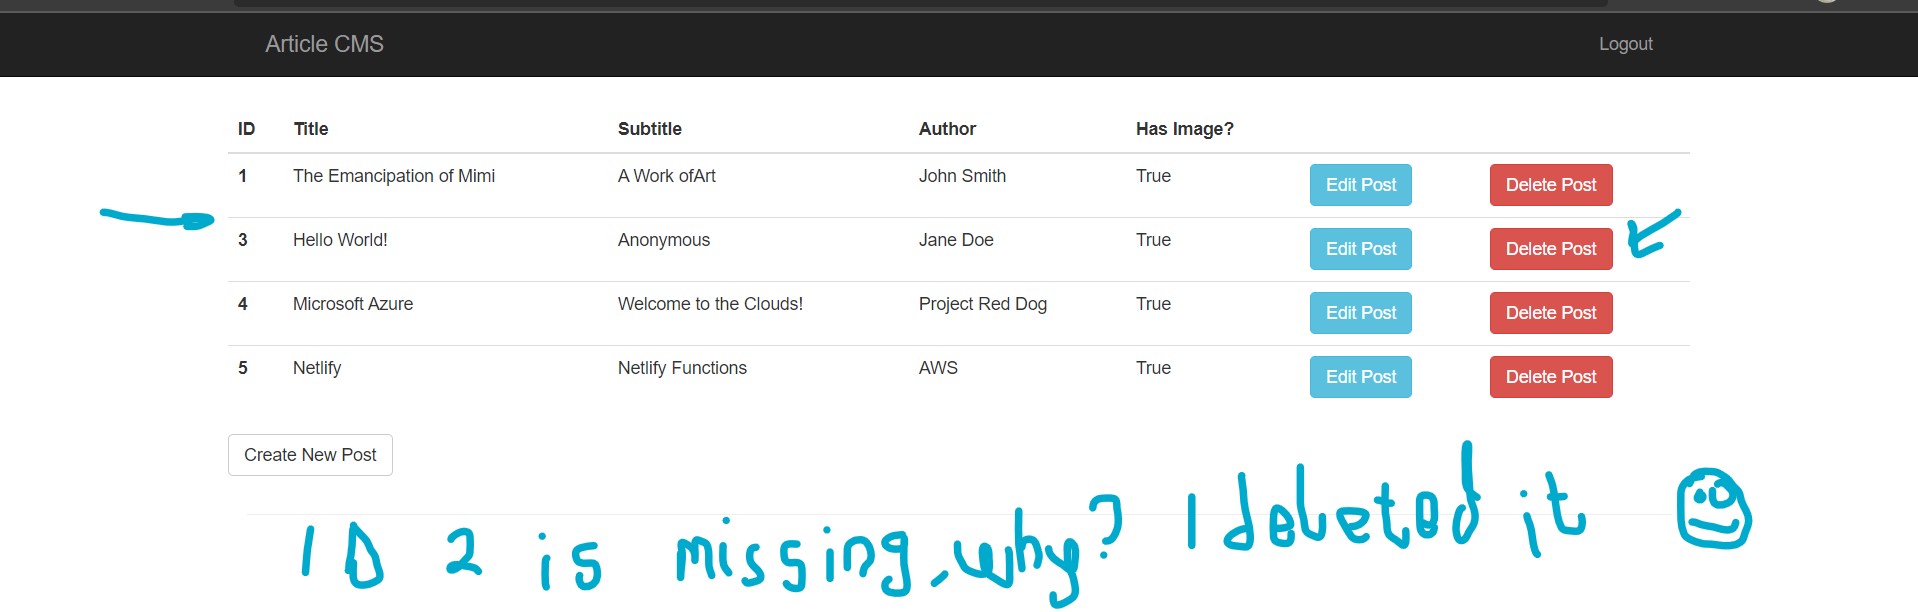 Article CMS Logout
ID Title Subtitle Author Has Image?
1 The Emancipation of Mimi A Work ofArt John Smith True Edit Post Delete Post
3 Hello World! Anonymous Jane Doe True Edit Post Delete Post
4 Microsoft Azure Welcome to the Clouds! Project Red Dog True Edit Post Delete Post
5 Netlify Netlify Functions AWS True Edit Post Delete Post
Create New Post
ID 2 is missing, why? I deleted it